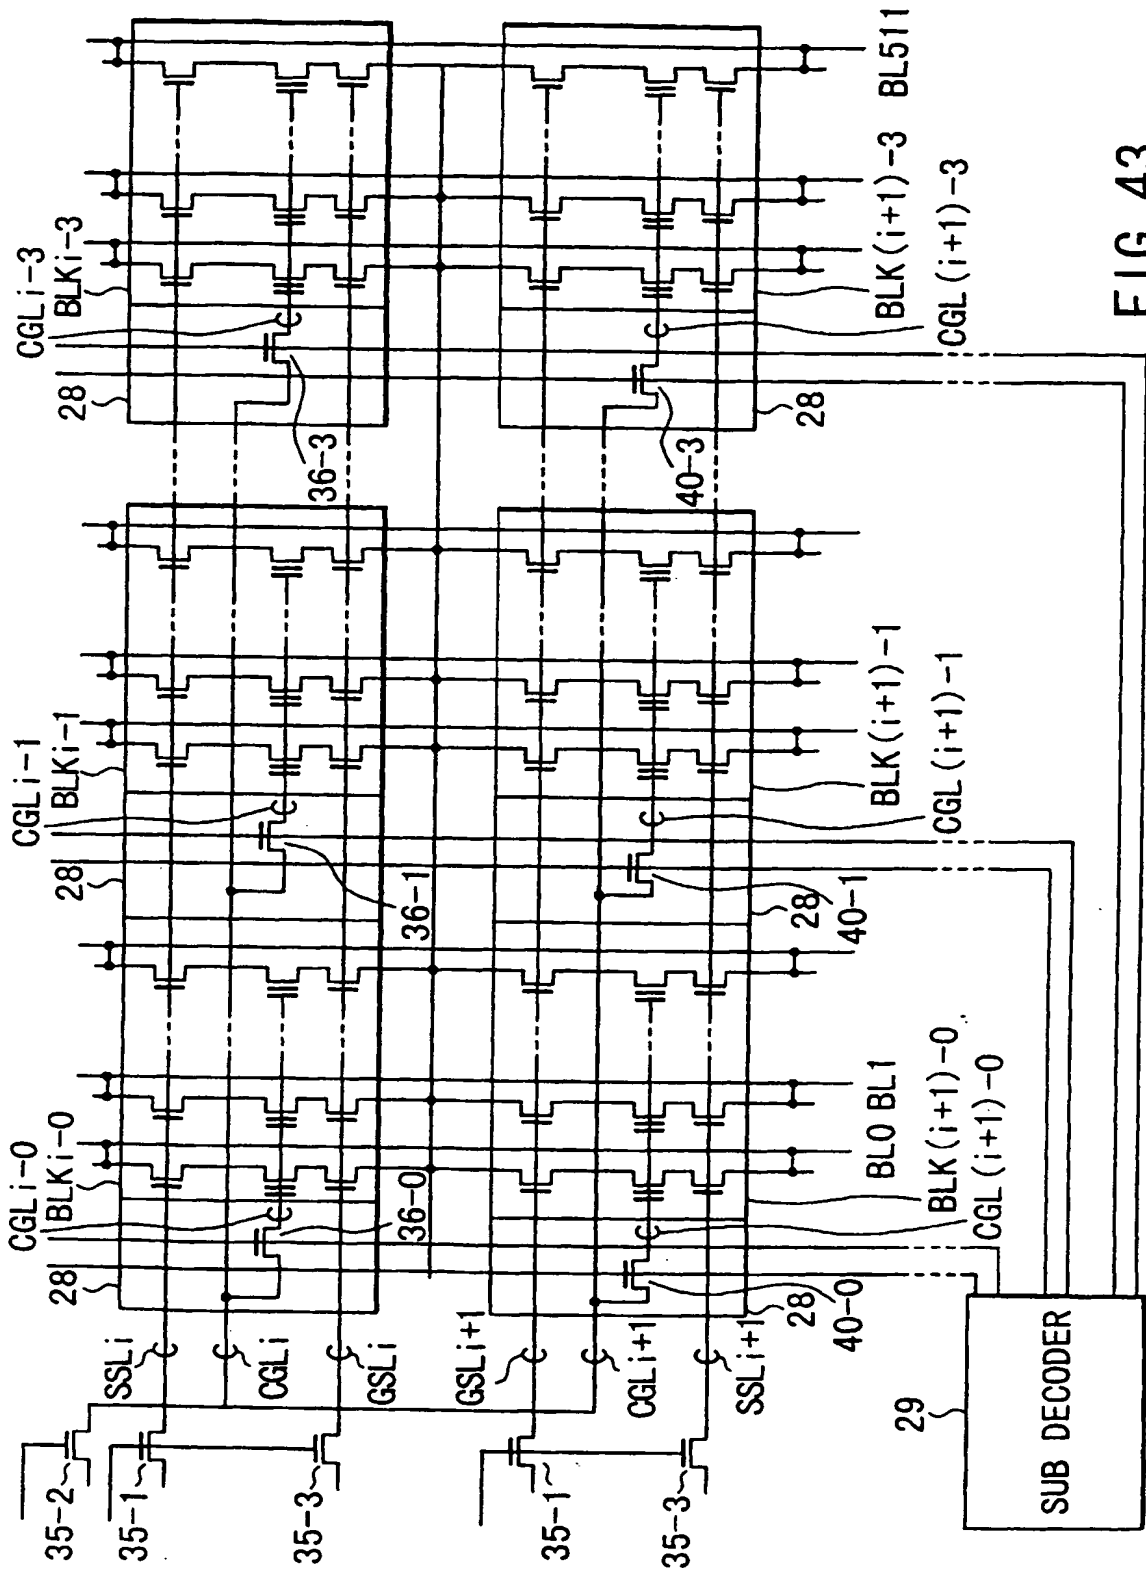 35-2
35-1
35-3
35-1
35-3
SSLi
CGLi
GSLi
GSLi+1
CGLi+1
SSLi+1
28
CGLi-0
BLKi-0
36-0
28
40-0
BL0 BL1
BLK(i+1)-0
CGL(i+1)-0
28
CGLi-1
BLKi-1
36-1
28
40-1
BLK(i+1)-1
CGL(i+1)-1
28
CGLi-3
BLKi-3
36-3
28
40-3
BL511
BLK(i+1)-3
CGL(i+1)-3
29
SUB DECODER
FIG. 43